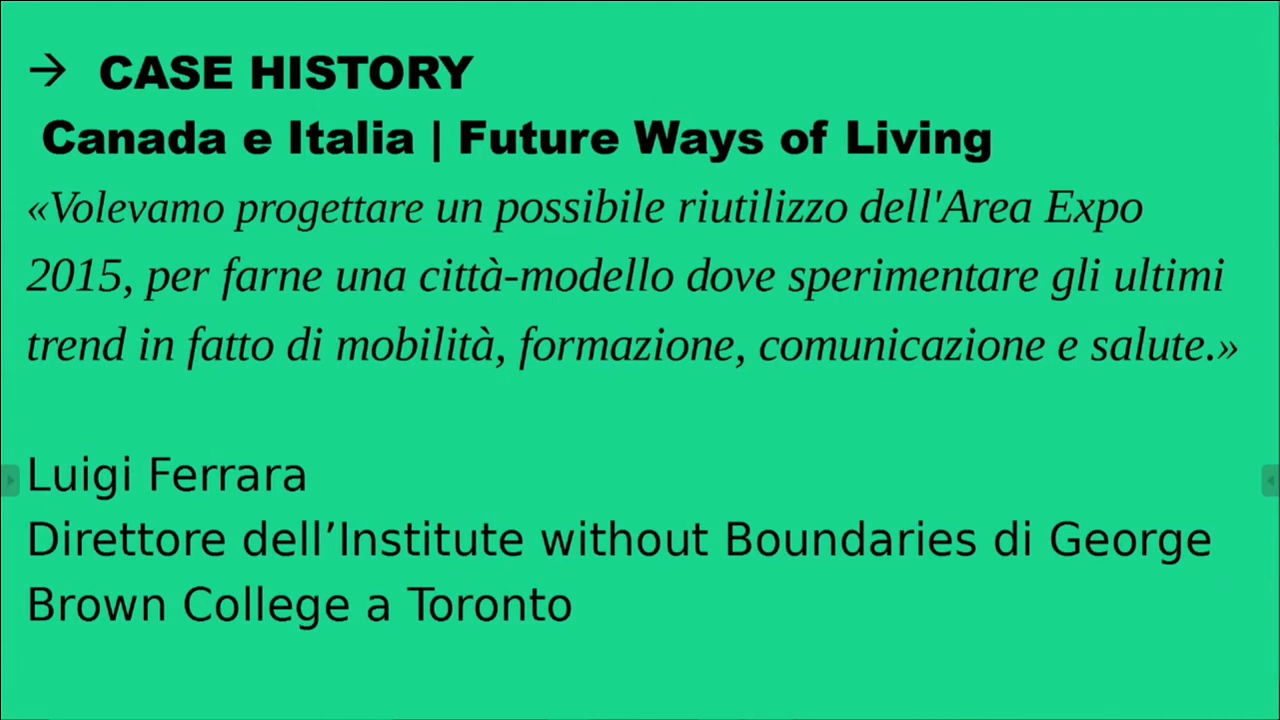 → CASE HISTORY
Canada e Italia | Future Ways of Living
«Volevamo progettare un possibile riutilizzo dell'Area Expo
2015, per farne una città-modello dove sperimentare gli ultimi
trend in fatto di mobilità, formazione, comunicazione e salute.»
Luigi Ferrara
Direttore dell’Institute without Boundaries di George
Brown College a Toronto